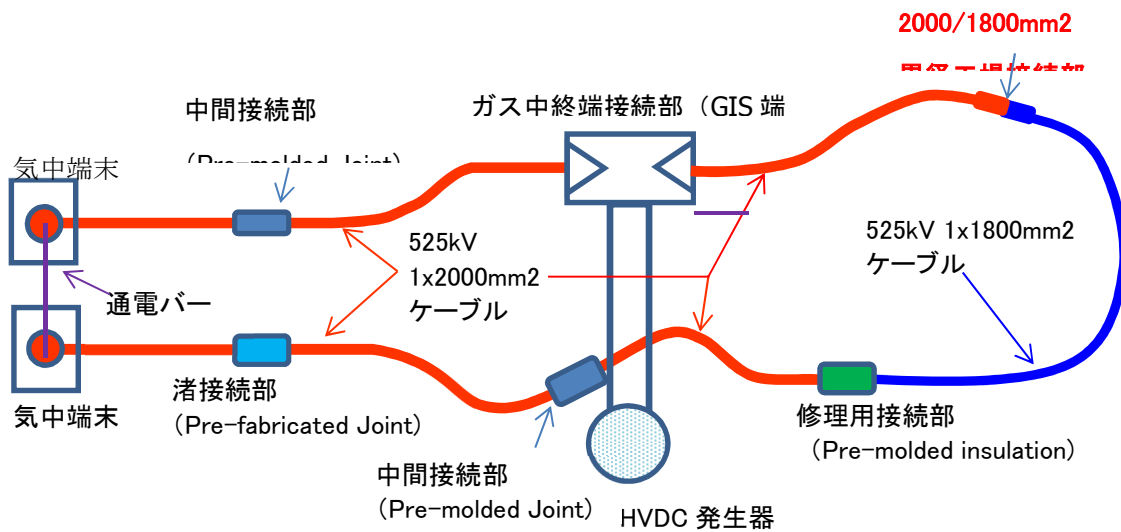 2000/1800mm2
中間接続部
(Pre-molded Joint)
ガス中終端接続部（GIS 端
気中端末
525kV
1x2000mm2
ケーブル
525kV 1x1800mm2
ケーブル
通電バー
気中端末
渚接続部
(Pre-fabricated Joint)
中間接続部
(Pre-molded Joint)
修理用接続部
(Pre-molded insulation)
HVDC 発生器